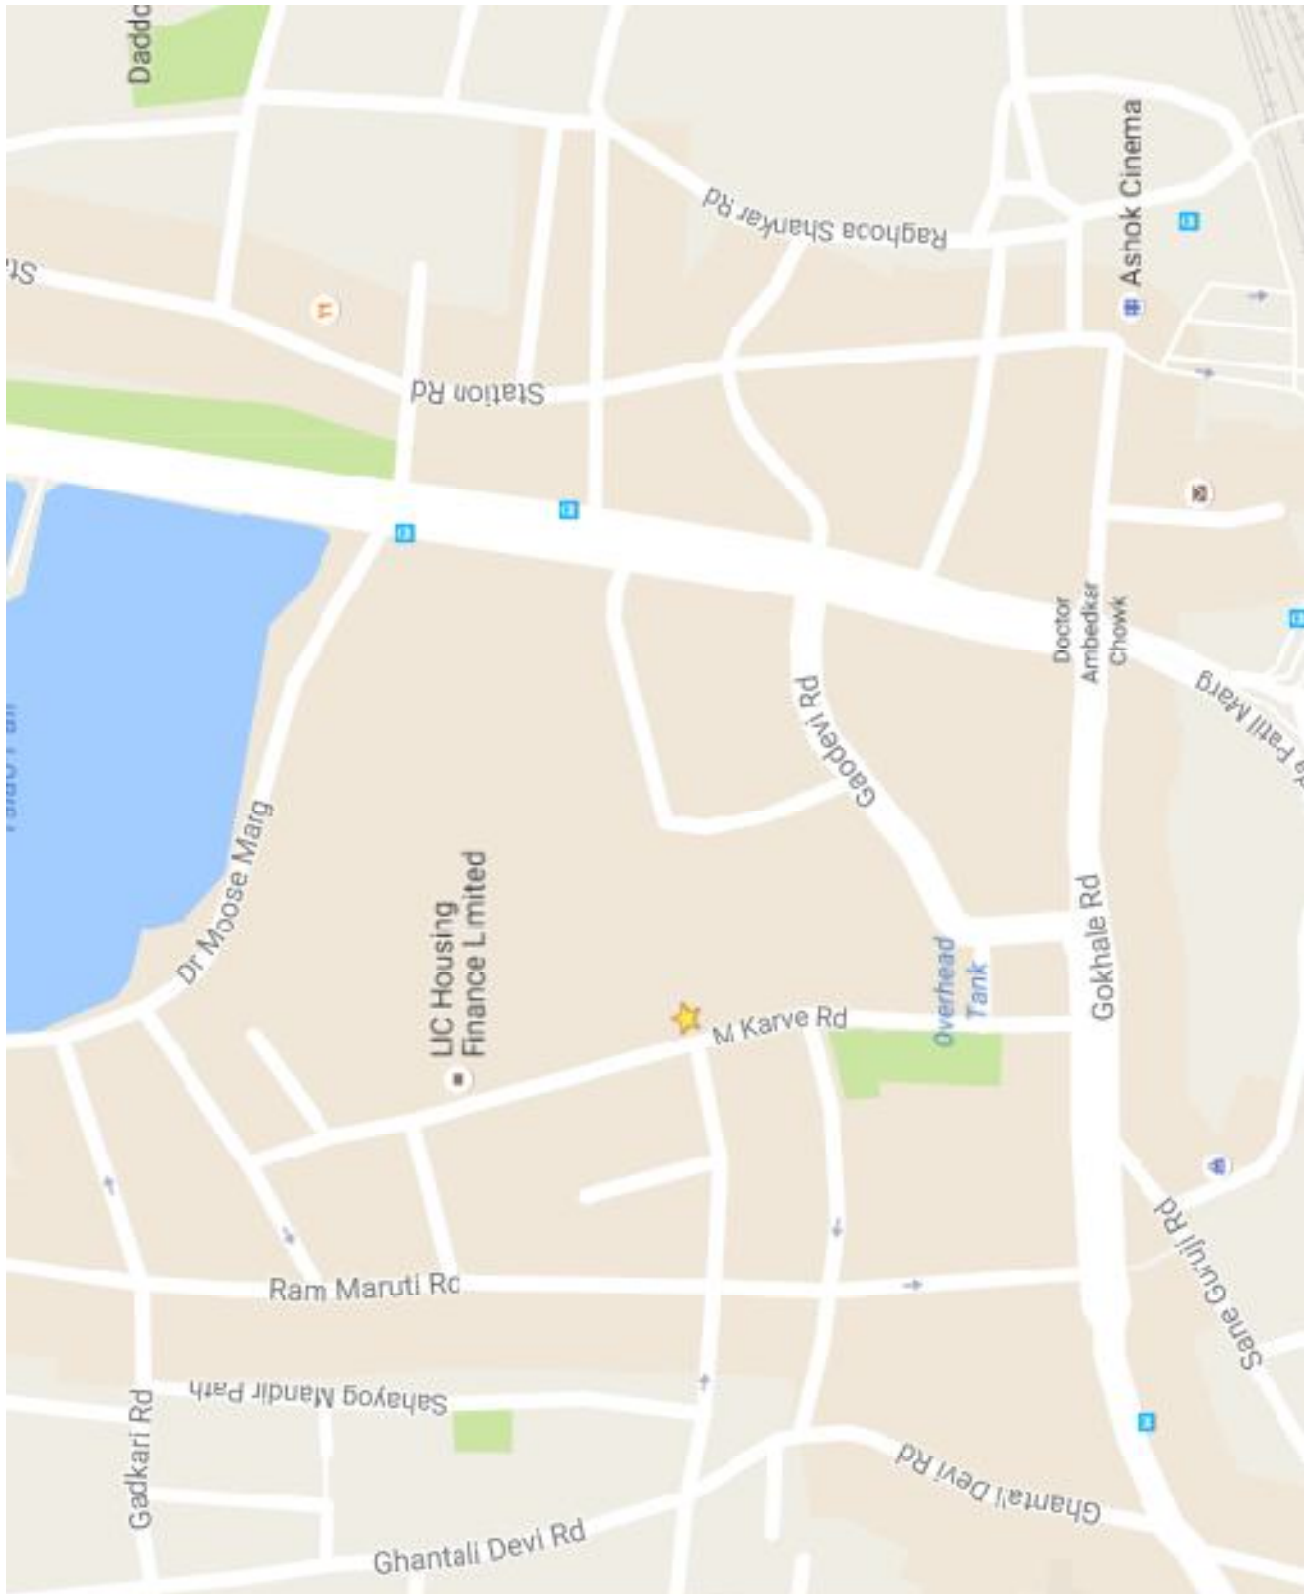 Daddo
Ashok Cinema
Raghoba Shankar Rd
Sta
Station Rd
Doctor
Ambedkar
Chowk
Patil Marg
Gaodevi Rd
Dr Moose Marg
LIC Housing
Finance Limited
Gokhale Rd
Overhead
Tank
M Karve Rd
Ram Maruti Rd
Sane Guruji Rd
Sahayog Mandir Path
Gadkari Rd
Ghantali Devi Rd
Ghantali Devi Rd